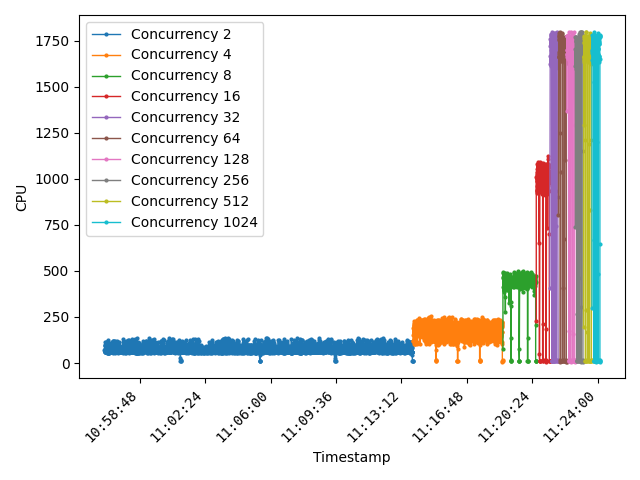 Concurrency 2
Concurrency 4
Concurrency 8
Concurrency 16
Concurrency 32
Concurrency 64
Concurrency 128
Concurrency 256
Concurrency 512
Concurrency 1024
1750
1500
1250
1000
750
500
250
0
CPU
10:58:48
11:02:24
11:06:00
11:09:36
11:13:12
11:16:48
11:20:24
11:24:00
Timestamp